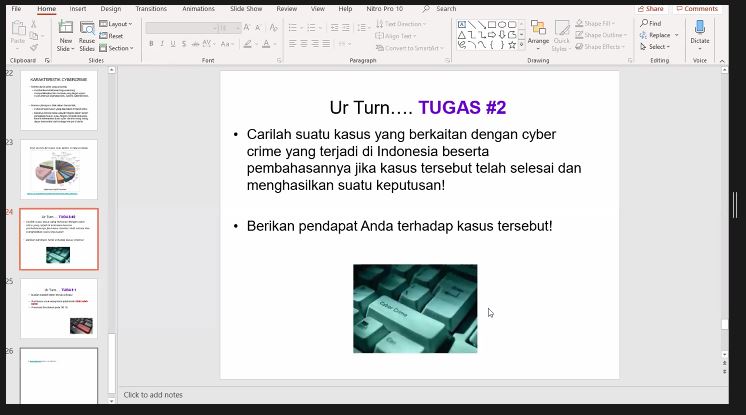 File Home Insert Design Transitions Animations Slide Show Review View Help Nitro Pro 10 Search Share Comments
Paste
New Slide
Reuse Slides
Layout
Reset
Section
Text Direction
Align Text
Convert to SmartArt
Arrange
Quick Styles
Shape Fill
Shape Outline
Shape Effects
Find
Replace
Select
Dictate
Clipboard Slides Font Paragraph Drawing Editing Voice
22
KARAKTERISTIK CYBERCRIME
23
24
Ur Turn.... TUGAS #2
25
Ur Turn.... TUGAS # 1
26
Ur Turn…. TUGAS #2
• Carilah suatu kasus yang berkaitan dengan cyber
crime yang terjadi di Indonesia beserta
pembahasannya jika kasus tersebut telah selesai dan
menghasilkan suatu keputusan!
• Berikan pendapat Anda terhadap kasus tersebut!
Cyber Crime
Click to add notes